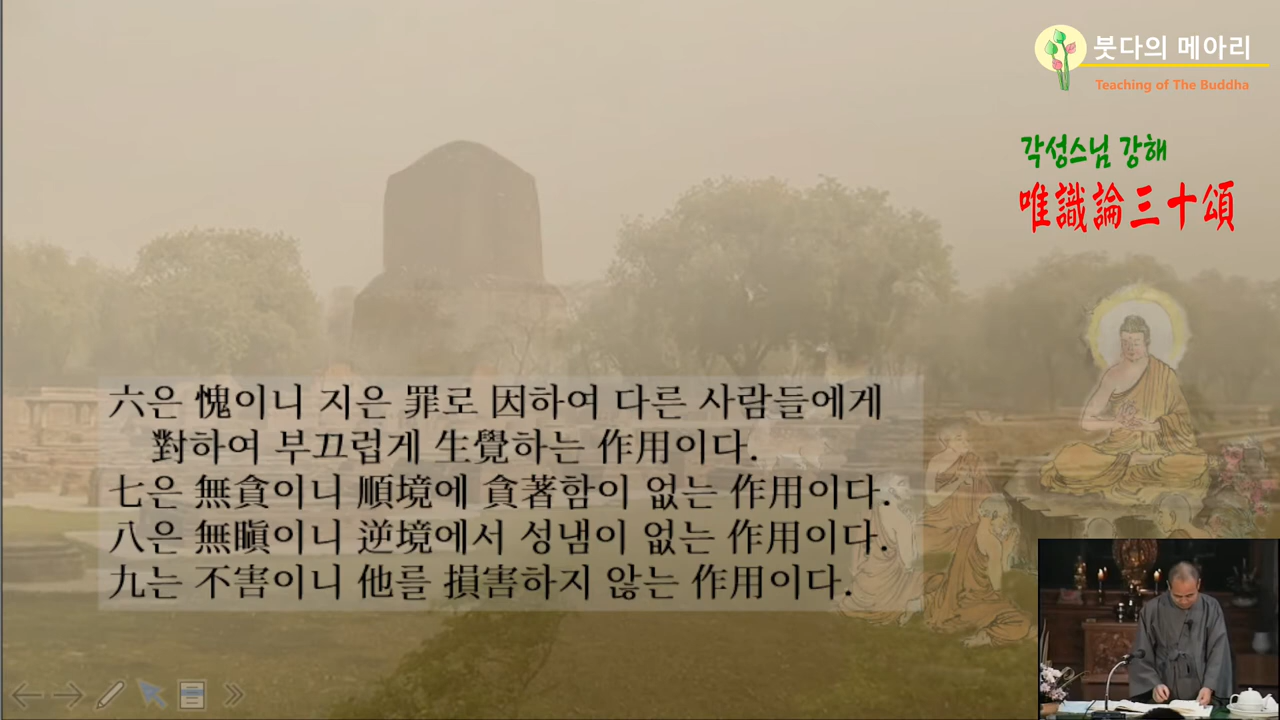 붓다의 메아리
Teaching of The Buddha
각성스님 강해
唯識論三十頌
六은 愧이니 지은 罪로 因하여 다른 사람들에게
對하여 부끄럽게 生覺하는 作用이다.
七은 無貪이니 順境에 貪著함이 없는 作用이다.
八은 無瞋이니 逆境에서 성냄이 없는 作用이다.
九는 不害이니 他를 損害하지 않는 作用이다.